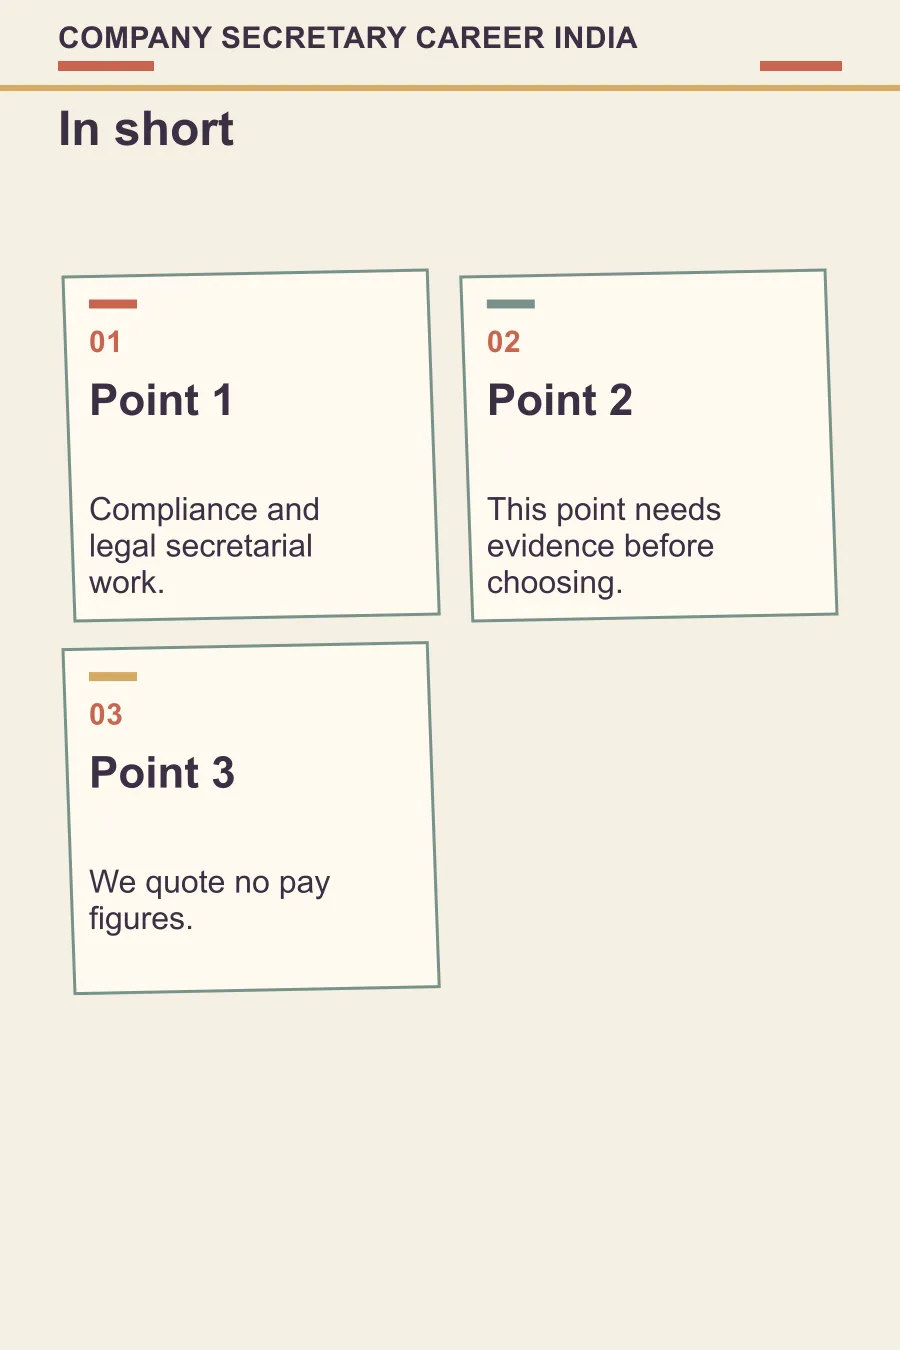 COMPANY SECRETARY CAREER INDIA
In short
01
Point 1
Compliance and
legal secretarial
work.
02
Point 2
This point needs
evidence before
choosing.
03
Point 3
We quote no pay
figures.